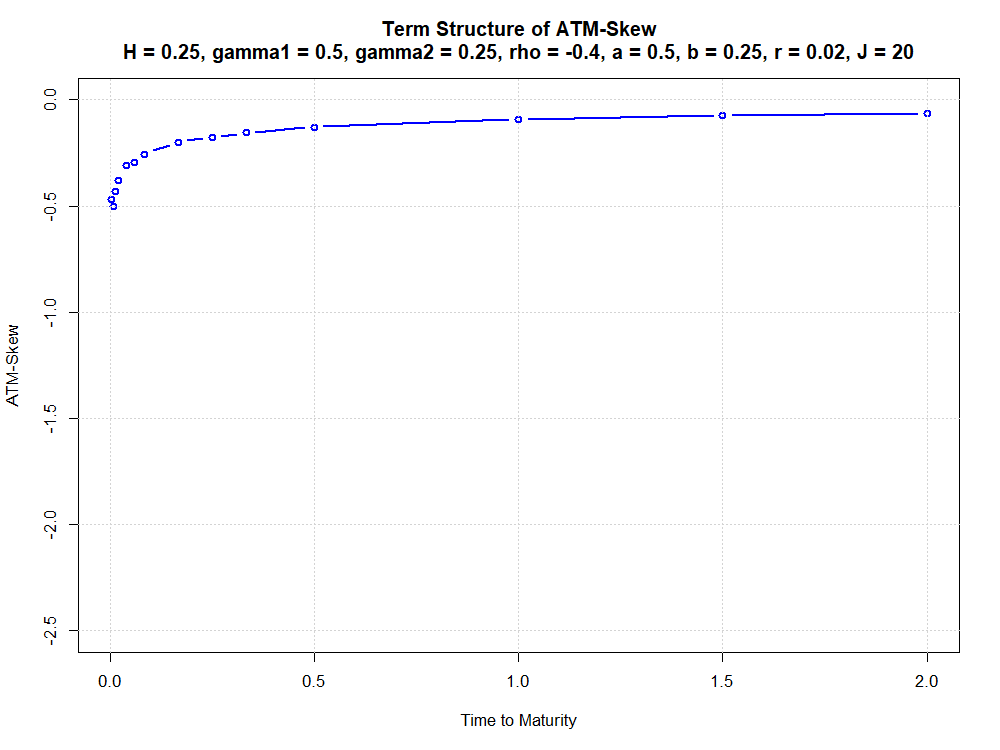 Term Structure of ATM-Skew
H = 0.25, gamma1 = 0.5, gamma2 = 0.25, rho = -0.4, a = 0.5, b = 0.25, r = 0.02, J = 20
0.0
-0.5
-1.0
-1.5
-2.0
-2.5
ATM-Skew
0.0 0.5 1.0 1.5 2.0
Time to Maturity